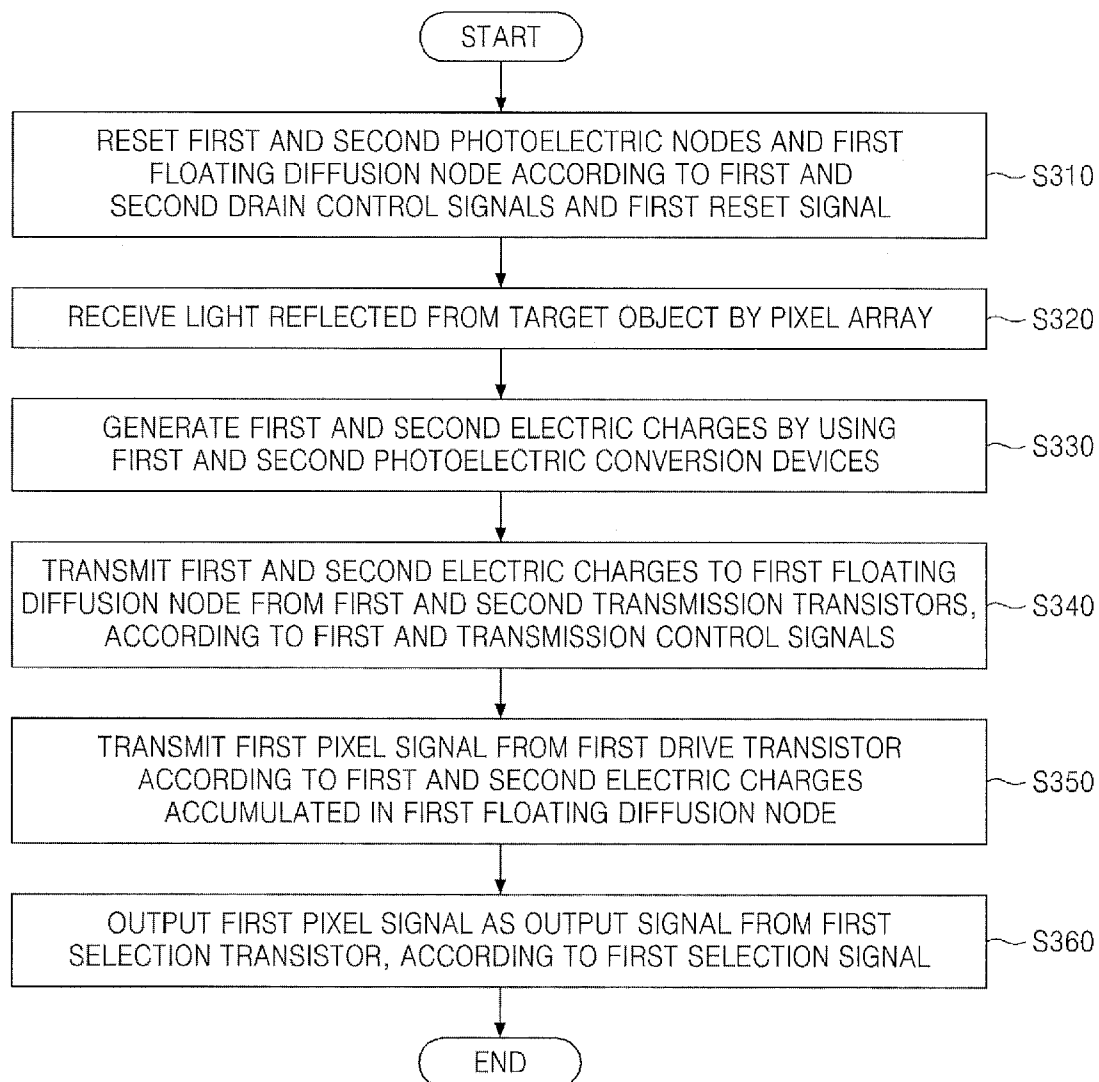 START
RESET FIRST AND SECOND PHOTOELECTRIC NODES AND FIRST
FLOATING DIFFUSION NODE ACCORDING TO FIRST AND
SECOND DRAIN CONTROL SIGNALS AND FIRST RESET SIGNAL
S310
RECEIVE LIGHT REFLECTED FROM TARGET OBJECT BY PIXEL ARRAY
S320
GENERATE FIRST AND SECOND ELECTRIC CHARGES BY USING
FIRST AND SECOND PHOTOELECTRIC CONVERSION DEVICES
S330
TRANSMIT FIRST AND SECOND ELECTRIC CHARGES TO FIRST FLOATING
DIFFUSION NODE FROM FIRST AND SECOND TRANSMISSION TRANSISTORS,
ACCORDING TO FIRST AND TRANSMISSION CONTROL SIGNALS
S340
TRANSMIT FIRST PIXEL SIGNAL FROM FIRST DRIVE TRANSISTOR
ACCORDING TO FIRST AND SECOND ELECTRIC CHARGES
ACCUMULATED IN FIRST FLOATING DIFFUSION NODE
S350
OUTPUT FIRST PIXEL SIGNAL AS OUTPUT SIGNAL FROM FIRST
SELECTION TRANSISTOR, ACCORDING TO FIRST SELECTION SIGNAL
S360
END